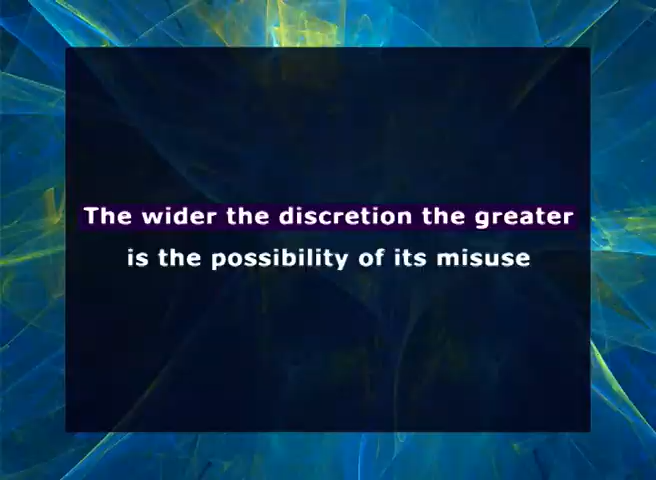 The wider the discretion the greater
is the possibility of its misuse